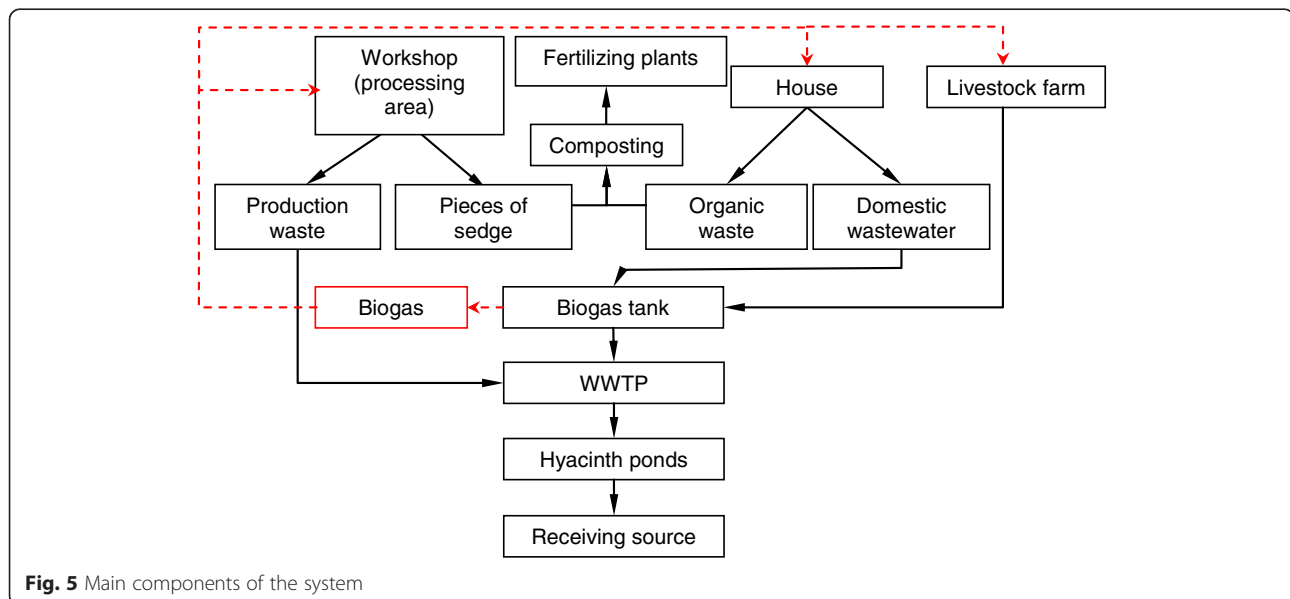 Workshop
(processing
area)
Fertilizing plants
House
Livestock farm
Composting
Production
waste
Pieces of
sedge
Organic
waste
Domestic
wastewater
Biogas
Biogas tank
WWTP
Hyacinth ponds
Receiving source
Fig. 5 Main components of the system